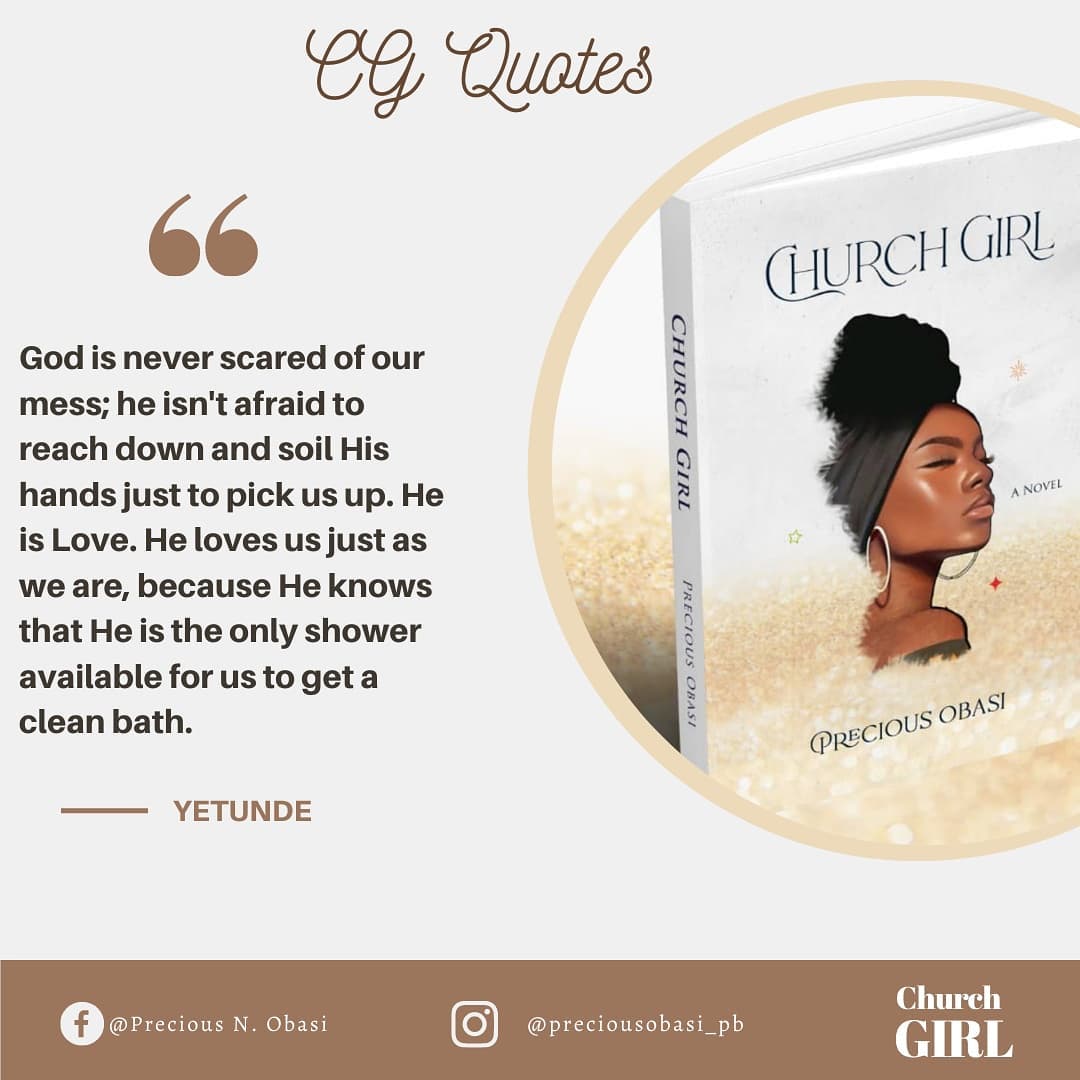 CG Quotes
“
God is never scared of our
mess; he isn't afraid to
reach down and soil His
hands just to pick us up. He
is Love. He loves us just as
we are, because He knows
that He is the only shower
available for us to get a
clean bath.
YETUNDE
CHURCH GIRL
A NOVEL
PRECIOUS OBASI
CHURCH GIRL
PRECIOUS OBASI
@Precious N. Obasi
@preciousobasi_pb
Church
GIRL